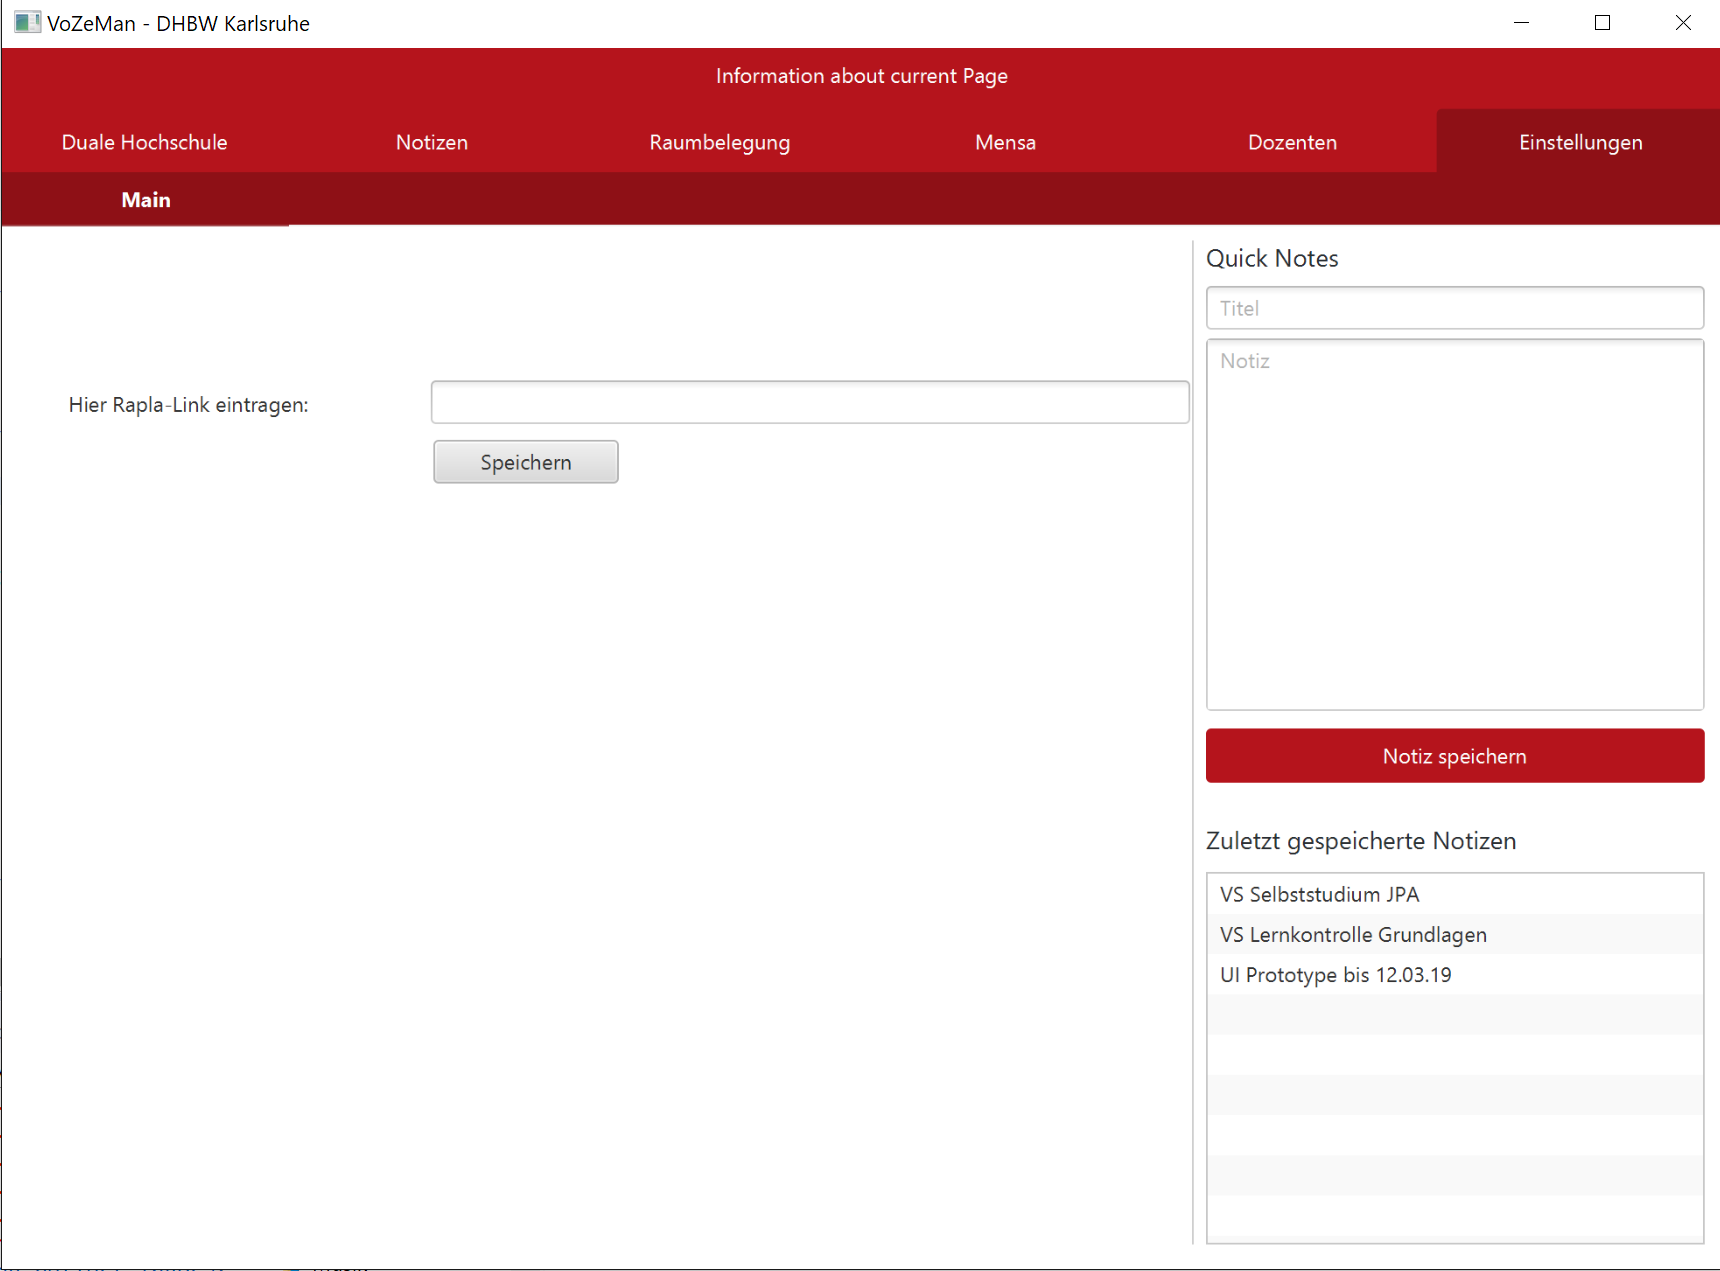 VoZeMan - DHBW Karlsruhe
Information about current Page
Duale Hochschule Notizen Raumbelegung Mensa Dozenten Einstellungen
Main
Quick Notes
Titel
Notiz
Hier Rapla-Link eintragen:
Speichern
Notiz speichern
Zuletzt gespeicherte Notizen
VS Selbststudium JPA
VS Lernkontrolle Grundlagen
UI Prototype bis 12.03.19